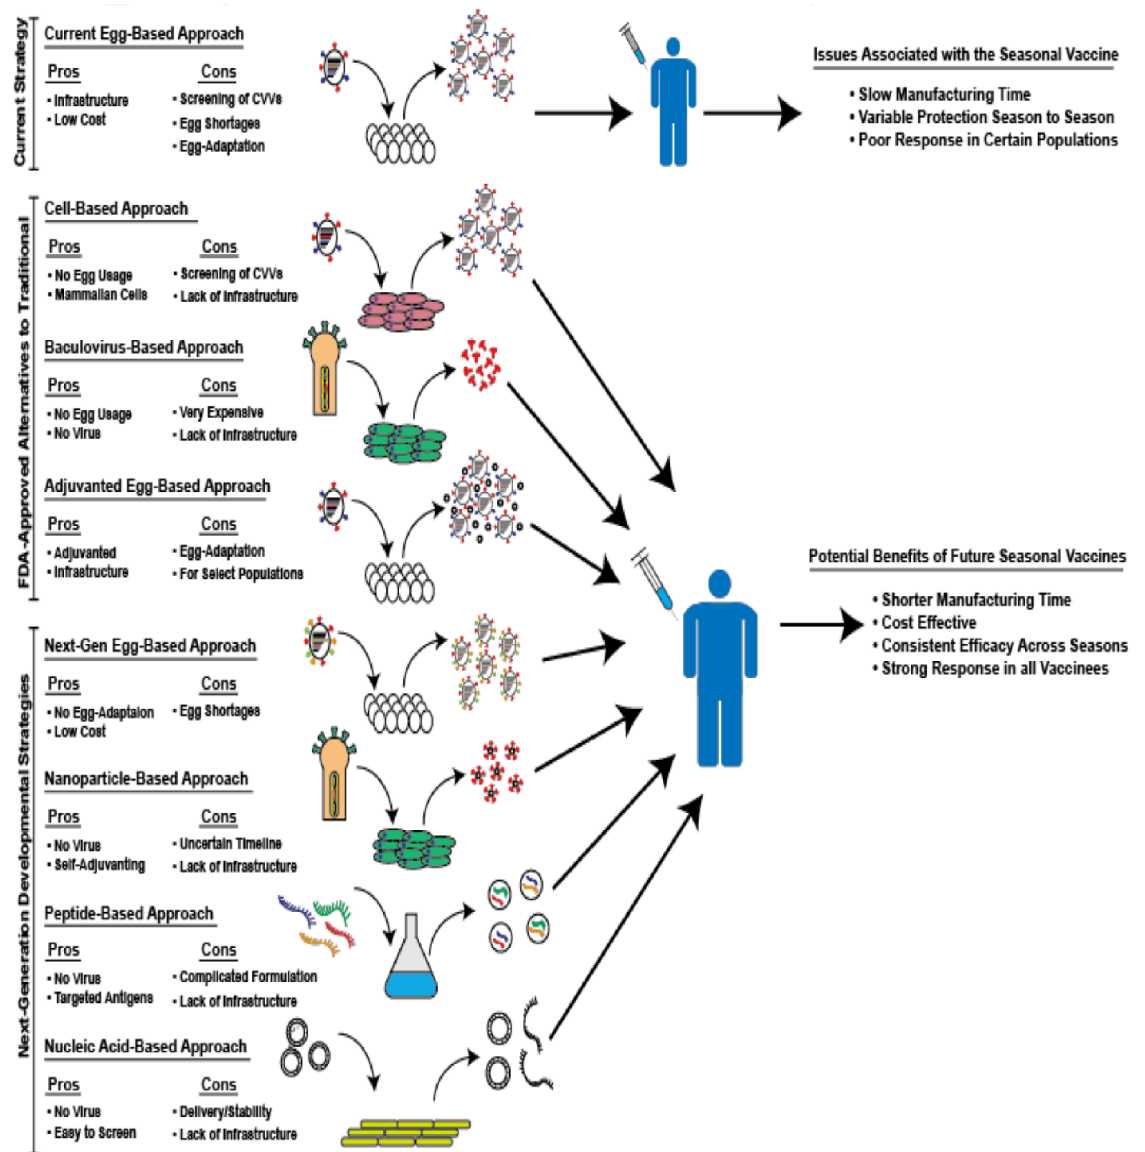 Current Strategy
Current Egg-Based Approach
Pros
Cons
• Infrastructure
• Low Cost
• Screening of CVVs
• Egg Shortages
• Egg-Adaptation
Issues Associated with the Seasonal Vaccine
• Slow Manufacturing Time
• Variable Protection Season to Season
• Poor Response in Certain Populations
FDA-Approved Alternatives to Traditional
Cell-Based Approach
Pros
Cons
• No Egg Usage
• Mammalian Cells
• Screening of CVVs
• Lack of Infrastructure
Baculovirus-Based Approach
Pros
Cons
• No Egg Usage
• No Virus
• Very Expensive
• Lack of Infrastructure
Adjuvanted Egg-Based Approach
Pros
Cons
• Adjuvanted
• Infrastructure
• Egg-Adaptation
• For Select Populations
Potential Benefits of Future Seasonal Vaccines
• Shorter Manufacturing Time
• Cost Effective
• Consistent Efficacy Across Seasons
• Strong Response in all Vaccinees
Next-Generation Developmental Strategies
Next-Gen Egg-Based Approach
Pros
Cons
• No Egg-Adaptaion
• Low Cost
• Egg Shortages
Nanoparticle-Based Approach
Pros
Cons
• No Virus
• Self-Adjuvanting
• Uncertain Timeline
• Lack of Infrastructure
Peptide-Based Approach
Pros
Cons
• No Virus
• Targeted Antigens
• Complicated Formulation
• Lack of Infrastructure
Nucleic Acid-Based Approach
Pros
Cons
• No Virus
• Easy to Screen
• Delivery/Stability
• Lack of Infrastructure